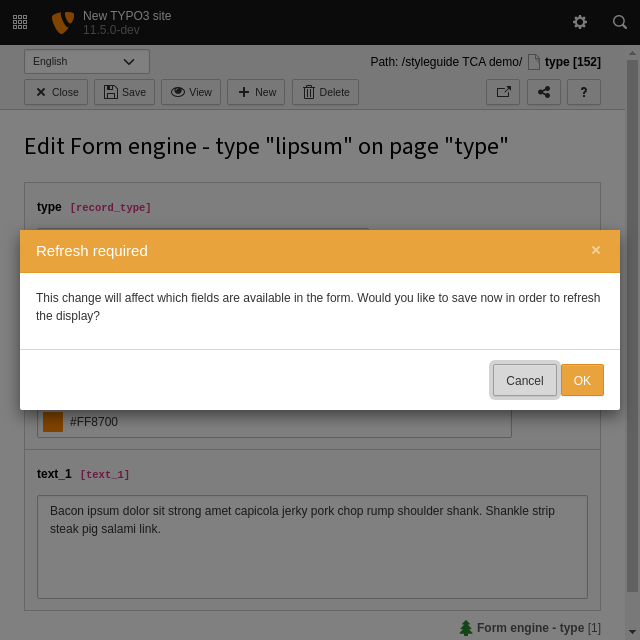 New TYPO3 site
11.5.0-dev
English
Path: /styleguide TCA demo/ type [152]
Close Save View New Delete ?
Edit Form engine - type "lipsum" on page "type"
type [record_type]
Refresh required ×
This change will affect which fields are available in the form. Would you like to save now in order to refresh
the display?
Cancel OK
#FF8700
text_1 [text_1]
Bacon ipsum dolor sit strong amet capicola jerky pork chop rump shoulder shank. Shankle strip
steak pig salami link.
Form engine - type [1]